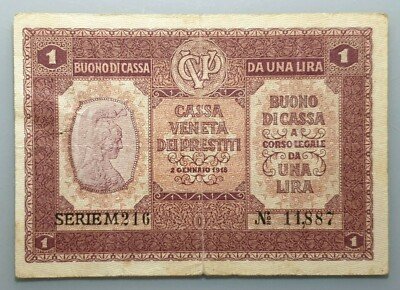 1 BUONO DI CASSA CVP DA UNA LIRA 1
CASSA
VENETA
DEI PRESTITI
2 GENNAIO 1918
BUONO
DI CASSA
A
CORSO LEGALE
DA
UNA
LIRA
SERIE M216
№ 11,887
1 1